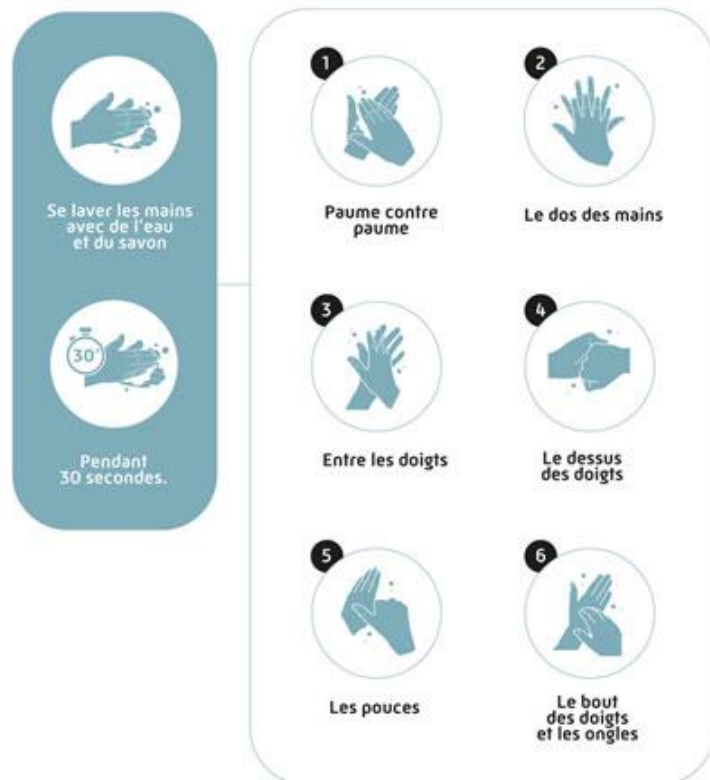 Se laver les mains
avec de l'eau
et du savon
30'
Pendant
30 secondes.
1
Paume contre
paume
2
Le dos des mains
3
Entre les doigts
4
Le dessus
des doigts
5
Les pouces
6
Le bout
des doigts
et les ongles